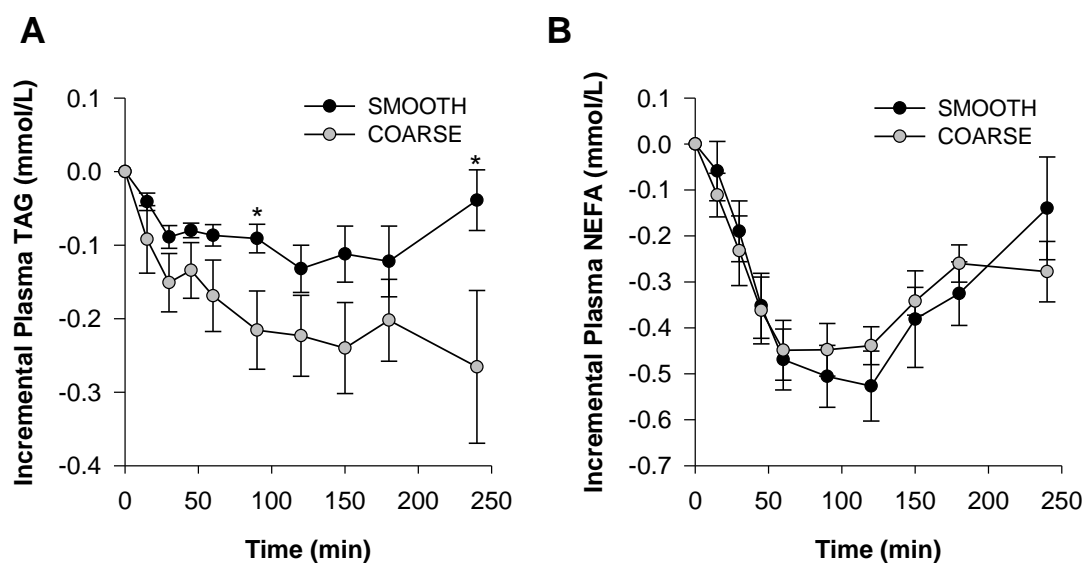 A
Incremental Plasma TAG (mmol/L)
0.1
0.0
-0.1
-0.2
-0.3
-0.4
SMOOTH
COARSE
*
*
0 50 100 150 200 250
Time (min)
B
Incremental Plasma NEFA (mmol/L)
0.1
0.0
-0.1
-0.2
-0.3
-0.4
-0.5
-0.6
-0.7
SMOOTH
COARSE
0 50 100 150 200 250
Time (min)